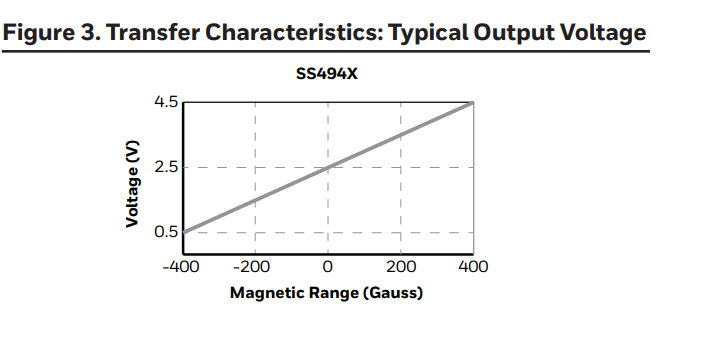 Figure 3. Transfer Characteristics: Typical Output Voltage
SS494X
4.5
2.5
0.5
Voltage (V)
-400 -200 0 200 400
Magnetic Range (Gauss)